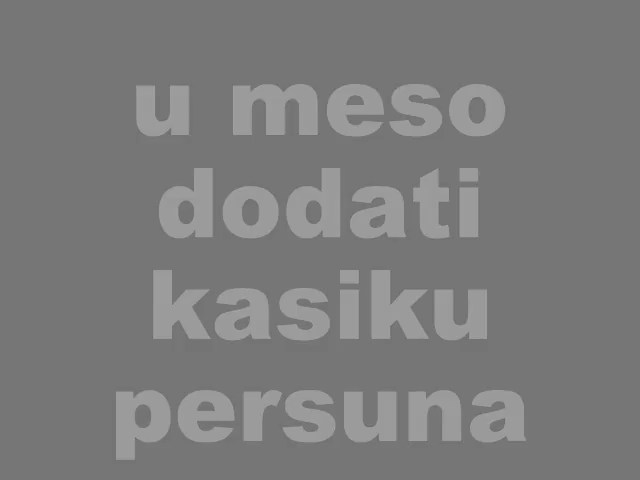 u meso
dodati
kasiku
persuna